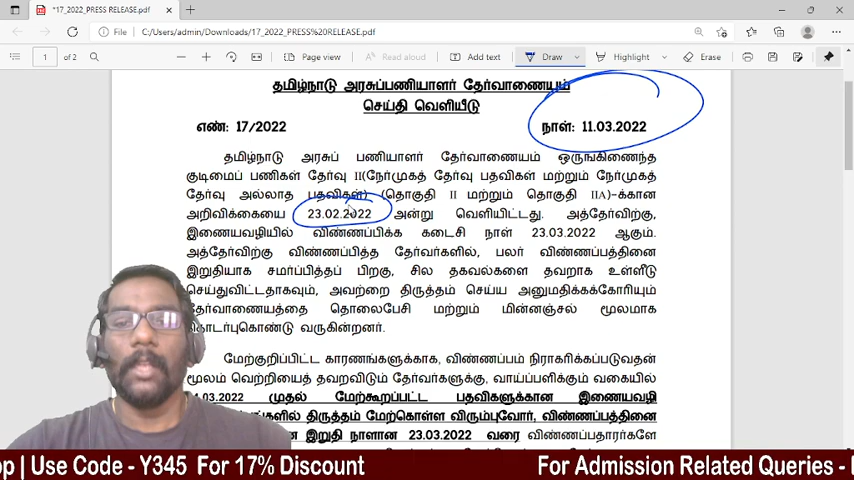 *17_2022_PRESS RELEASE.pdf
File
C:/Users/admin/Downloads/17_2022_PRESS%20RELEASE.pdf
1 of 2
Page view
Read aloud
Add text
Draw
Highlight
Erase
தமிழ்நாடு அரசுப்பணியாளர் தேர்வாணையம்
செய்தி வெளியீடு
எண்: 17/2022 நாள்: 11.03.2022
தமிழ்நாடு அரசுப் பணியாளர் தேர்வாணையம் ஒருங்கிணைந்த
குடிமைப் பணிகள் தேர்வு II(நேர்முகத் தேர்வு பதவிகள் மற்றும் நேர்முகத்
தேர்வு அல்லாத பதவிகள்) (தொகுதி II மற்றும் தொகுதி IIA)-க்கான
அறிவிக்கையை 23.02.2022 அன்று வெளியிட்டது. அத்தேர்விற்கு,
இணையவழியில் விண்ணப்பிக்க கடைசி நாள் 23.03.2022 ஆகும்.
அத்தேர்விற்கு விண்ணப்பித்த தேர்வர்களில், பலர் விண்ணப்பத்தினை
இறுதியாக சமர்ப்பித்தப் பிறகு, சில தகவல்களை தவறாக உள்ளீடு
செய்துவிட்டதாகவும், அவற்றை திருத்தம் செய்ய அனுமதிக்கக்கோரியும்
தேர்வாணையத்தை தொலைபேசி மற்றும் மின்னஞ்சல் மூலமாக
தொடர்புகொண்டு வருகின்றனர்.
மேற்குறிப்பிட்ட காரணங்களுக்காக, விண்ணப்பம் நிராகரிக்கப்படுவதன்
மூலம் வெற்றியைத் தவறவிடும் தேர்வர்களுக்கு, வாய்ப்பளிக்கும் வகையில்
.03.2022 முதல் மேற்கூறப்பட்ட பதவிகளுக்கான இணையவழி
களில் திருத்தம் மேற்கொள்ள விரும்புவோர், விண்ணப்பத்தினை
இறுதி நாளான 23.03.2022 வரை விண்ணப்பதாரர்களே
p | Use Code - Y345 For 17% Discount For Admission Related Queries -